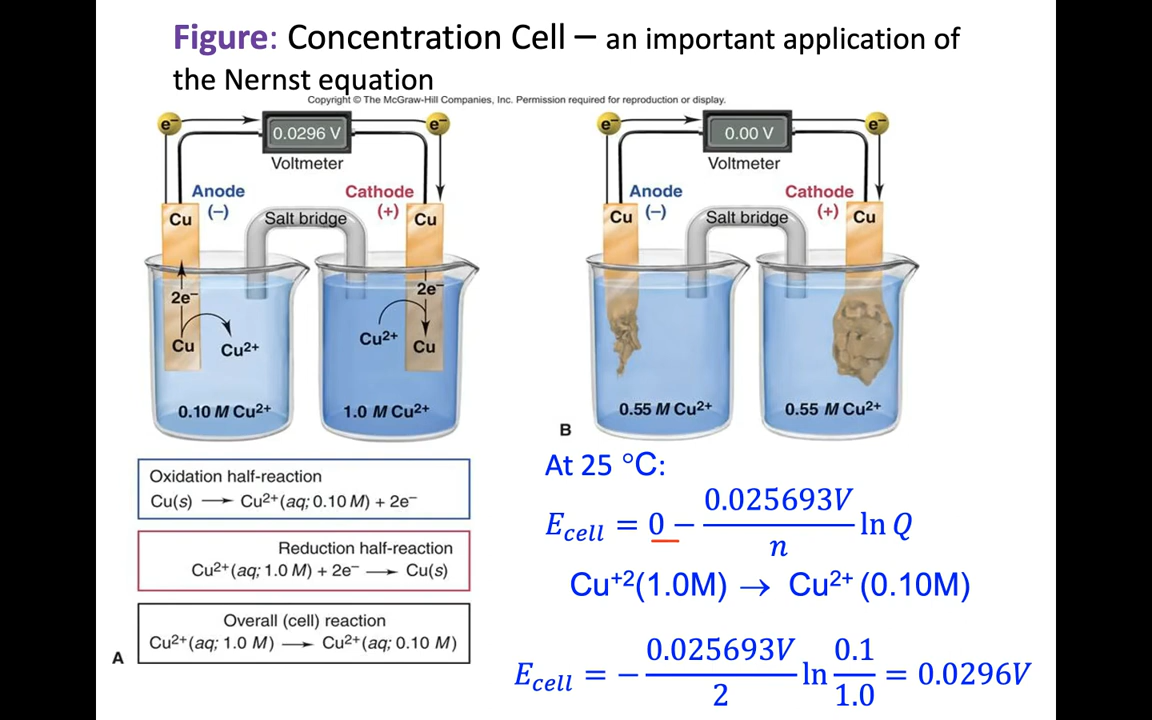 Figure: Concentration Cell – an important application of
the Nernst equation
Copyright © The McGraw-Hill Companies, Inc. Permission required for reproduction or display.
e⁻
0.0296 V
e⁻
Voltmeter
Anode
(–)
Cathode
(+)
Cu
Salt bridge
Cu
2e⁻
2e⁻
Cu
Cu²⁺
Cu²⁺
Cu
0.10 M Cu²⁺
1.0 M Cu²⁺
e⁻
0.00 V
e⁻
Voltmeter
Anode
(–)
Cathode
(+)
Cu
Salt bridge
Cu
0.55 M Cu²⁺
0.55 M Cu²⁺
B
Oxidation half-reaction
Cu(s) ⟶ Cu²⁺(aq; 0.10 M) + 2e⁻
Reduction half-reaction
Cu²⁺(aq; 1.0 M) + 2e⁻ ⟶ Cu(s)
Overall (cell) reaction
Cu²⁺(aq; 1.0 M) ⟶ Cu²⁺(aq; 0.10 M)
A
At 25 °C:
E_cell = 0 − 0.025693V/n ln Q
Cu⁺²(1.0M) → Cu²⁺ (0.10M)
E_cell = − 0.025693V/2 ln 0.1/1.0 = 0.0296V